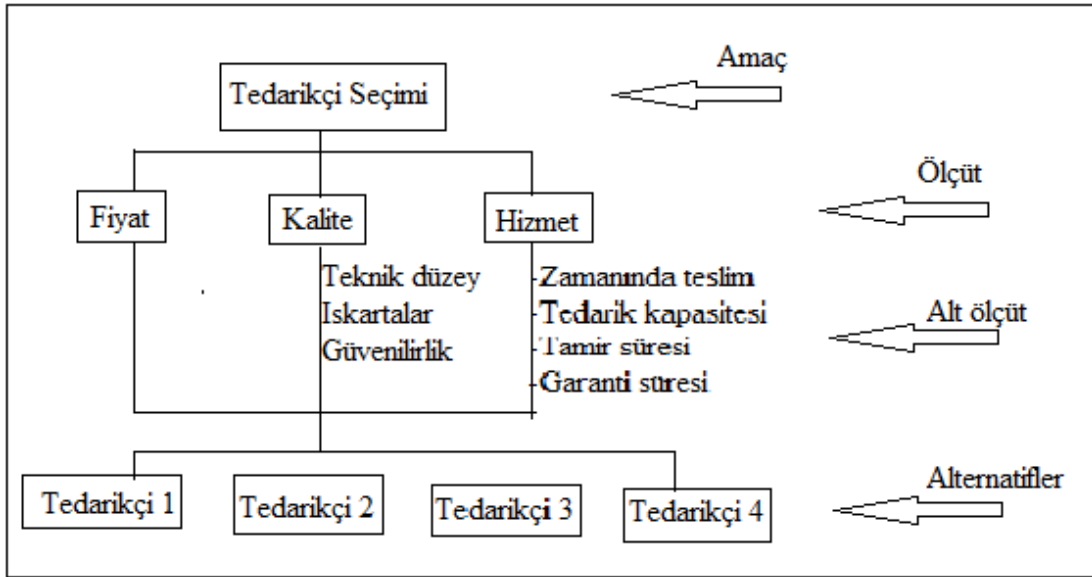 Amaç
Tedarikçi Seçimi
Ölçüt
Fiyat
Kalite
Hizmet
Teknik düzey
Iskartalar
Güvenilirlik
Zamanında teslim
Tedarik kapasitesi
Tamir süresi
Garanti süresi
Alt ölçüt
Alternatifler
Tedarikçi 1
Tedarikçi 2
Tedarikçi 3
Tedarikçi 4